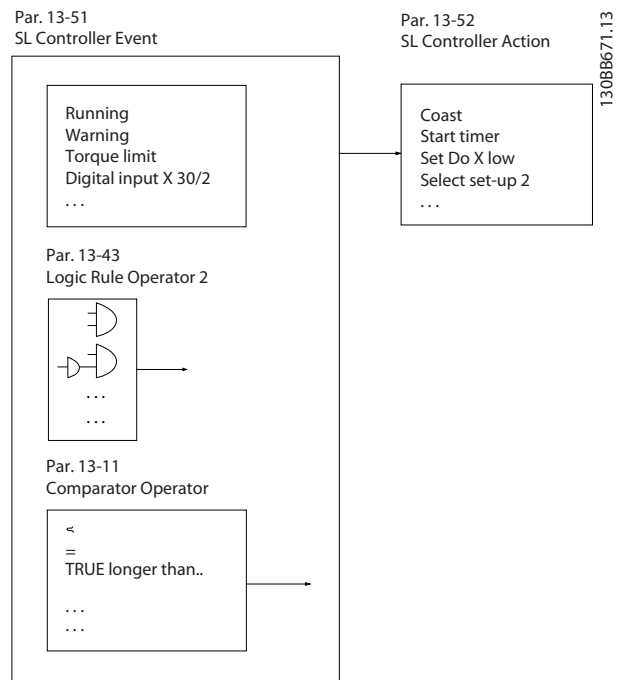 Par. 13-51
SL Controller Event
Par. 13-52
SL Controller Action
130BB671.13
Running
Warning
Torque limit
Digital input X 30/2
. . .
Coast
Start timer
Set Do X low
Select set-up 2
. . .
Par. 13-43
Logic Rule Operator 2
. . .
. . .
Par. 13-11
Comparator Operator
=
TRUE longer than..
. . .
. . .